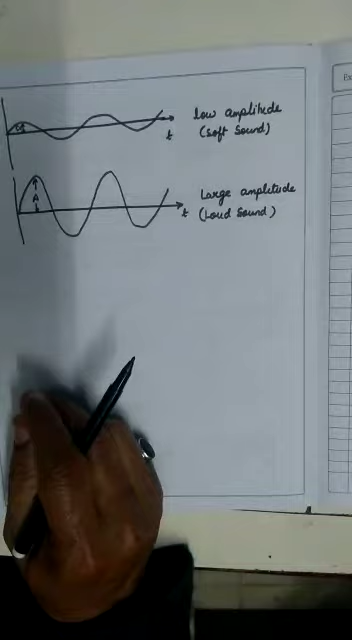 low amplitude
(Soft Sound)
t
A
Large amplitude
(Loud Sound)
t